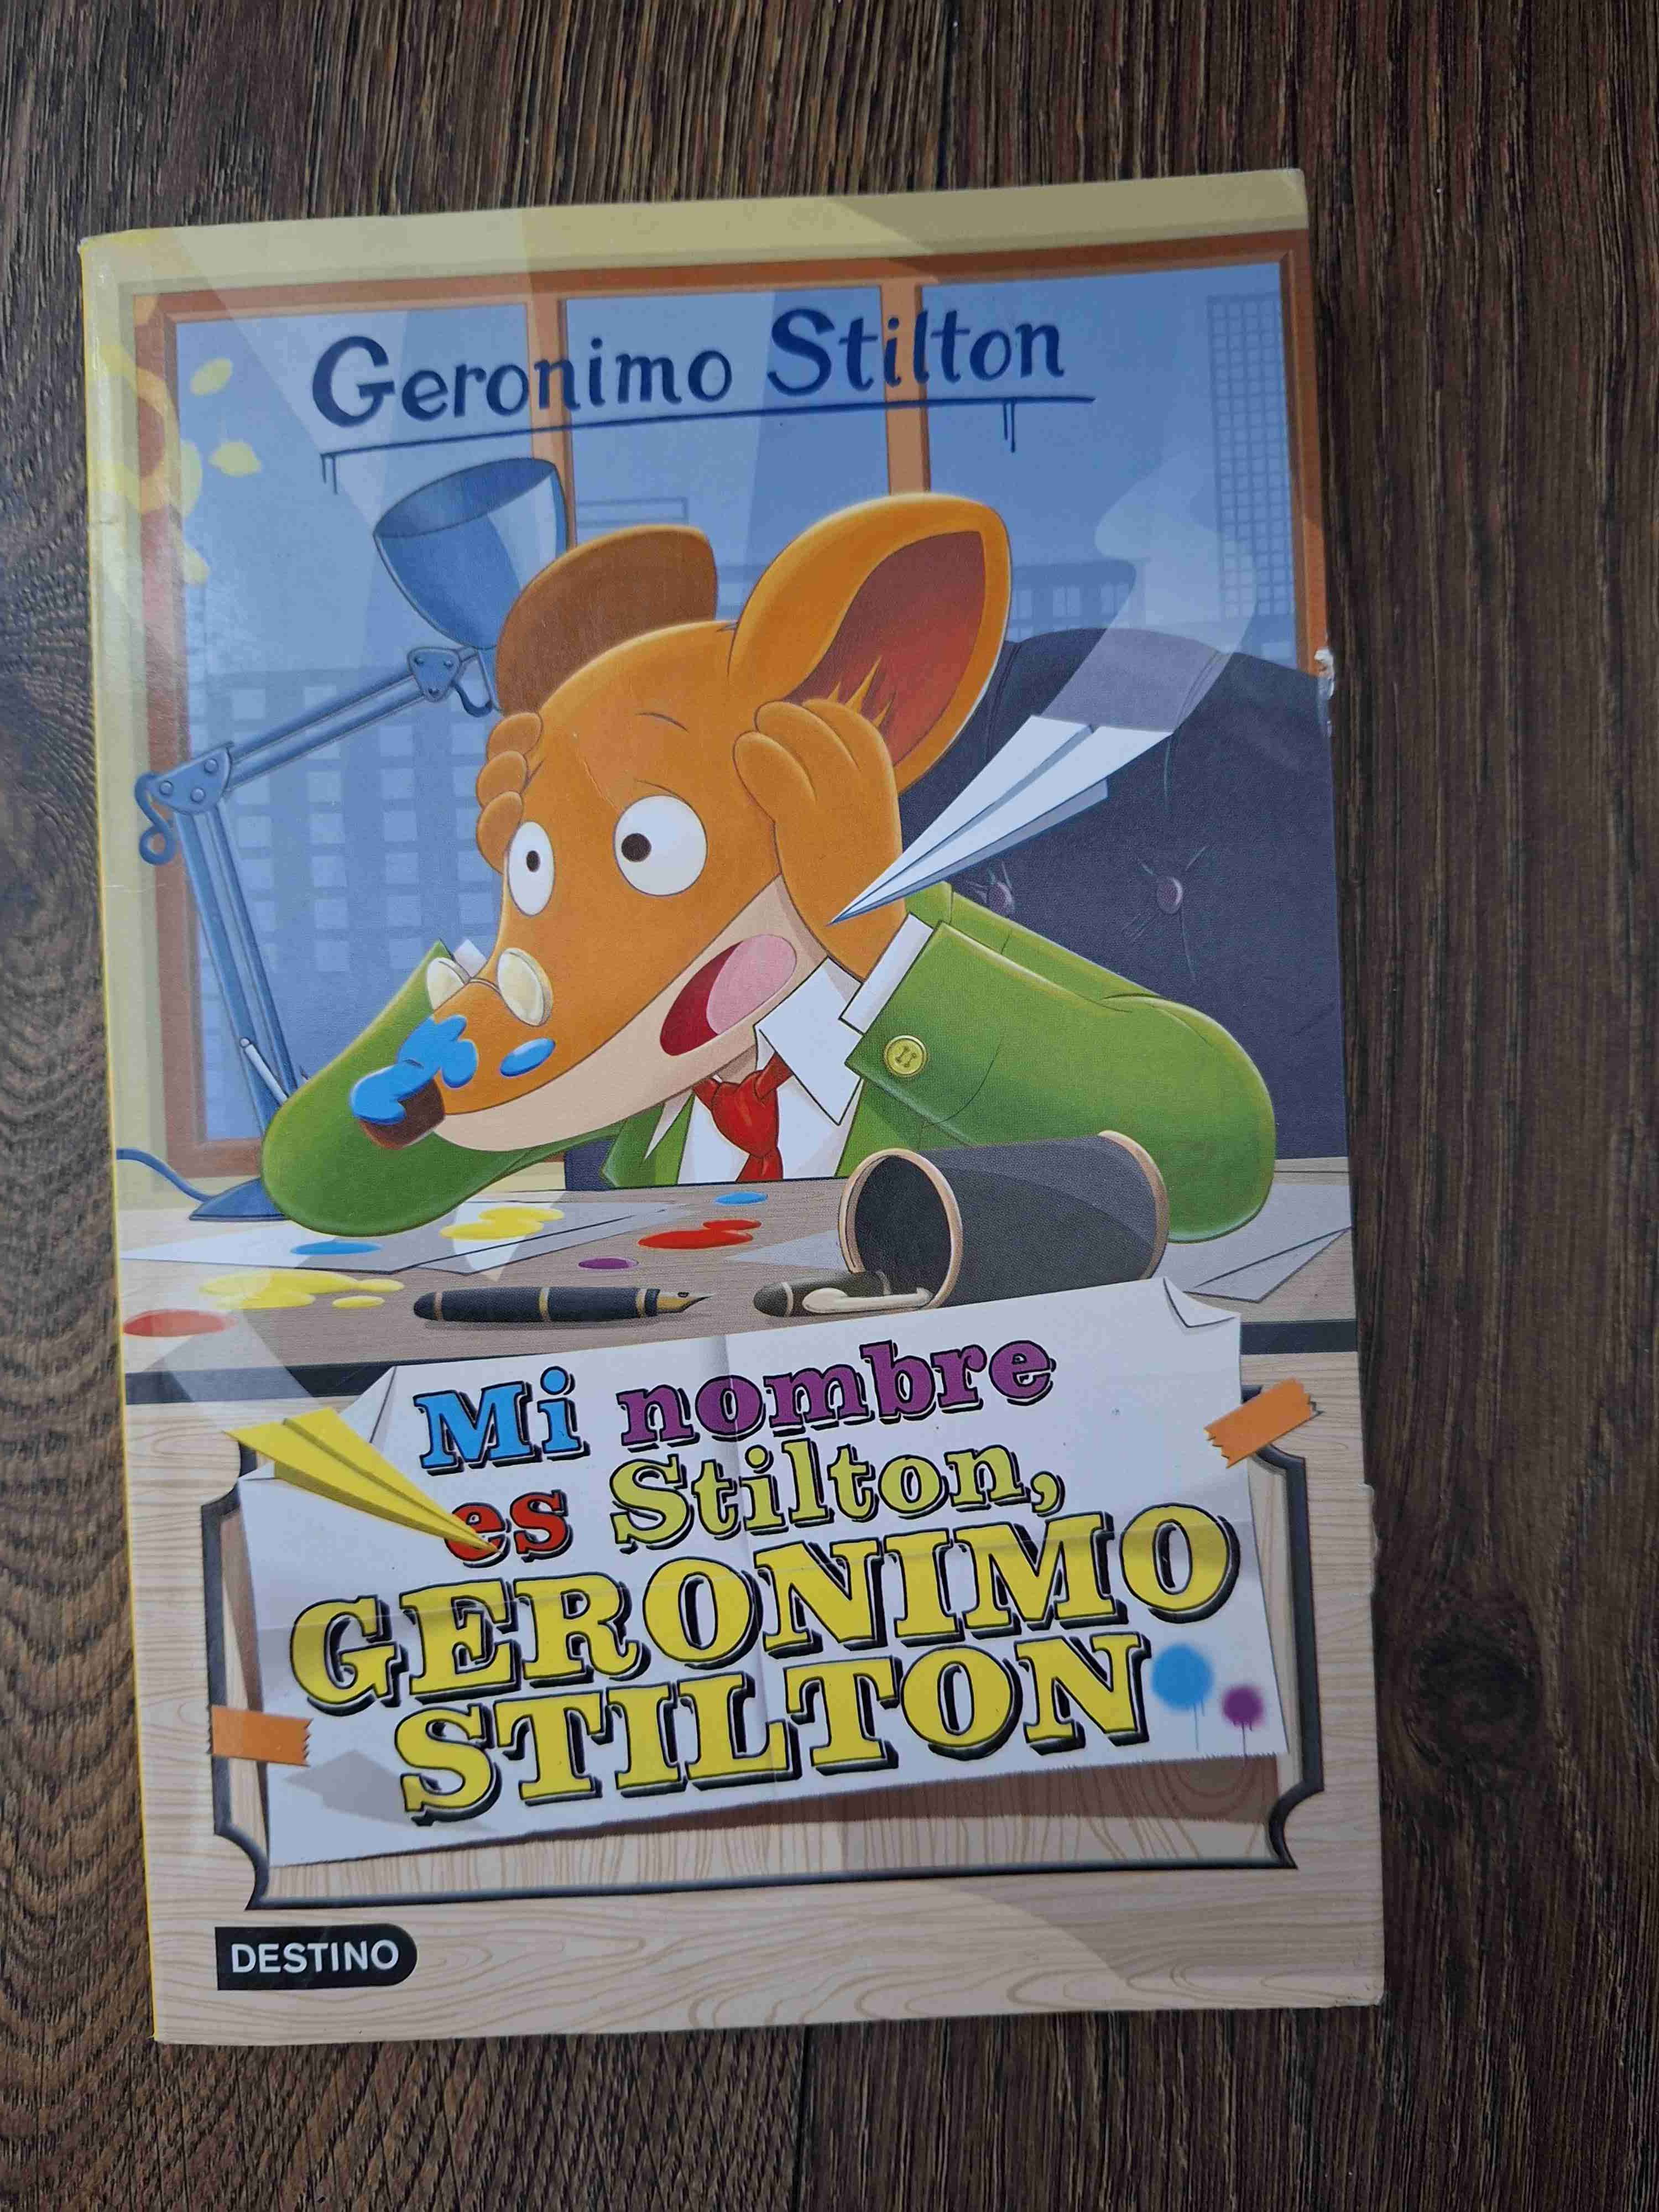 Geronimo Stilton
Mi nombre
es Stilton,
GERONIMO
STILTON
DESTINO